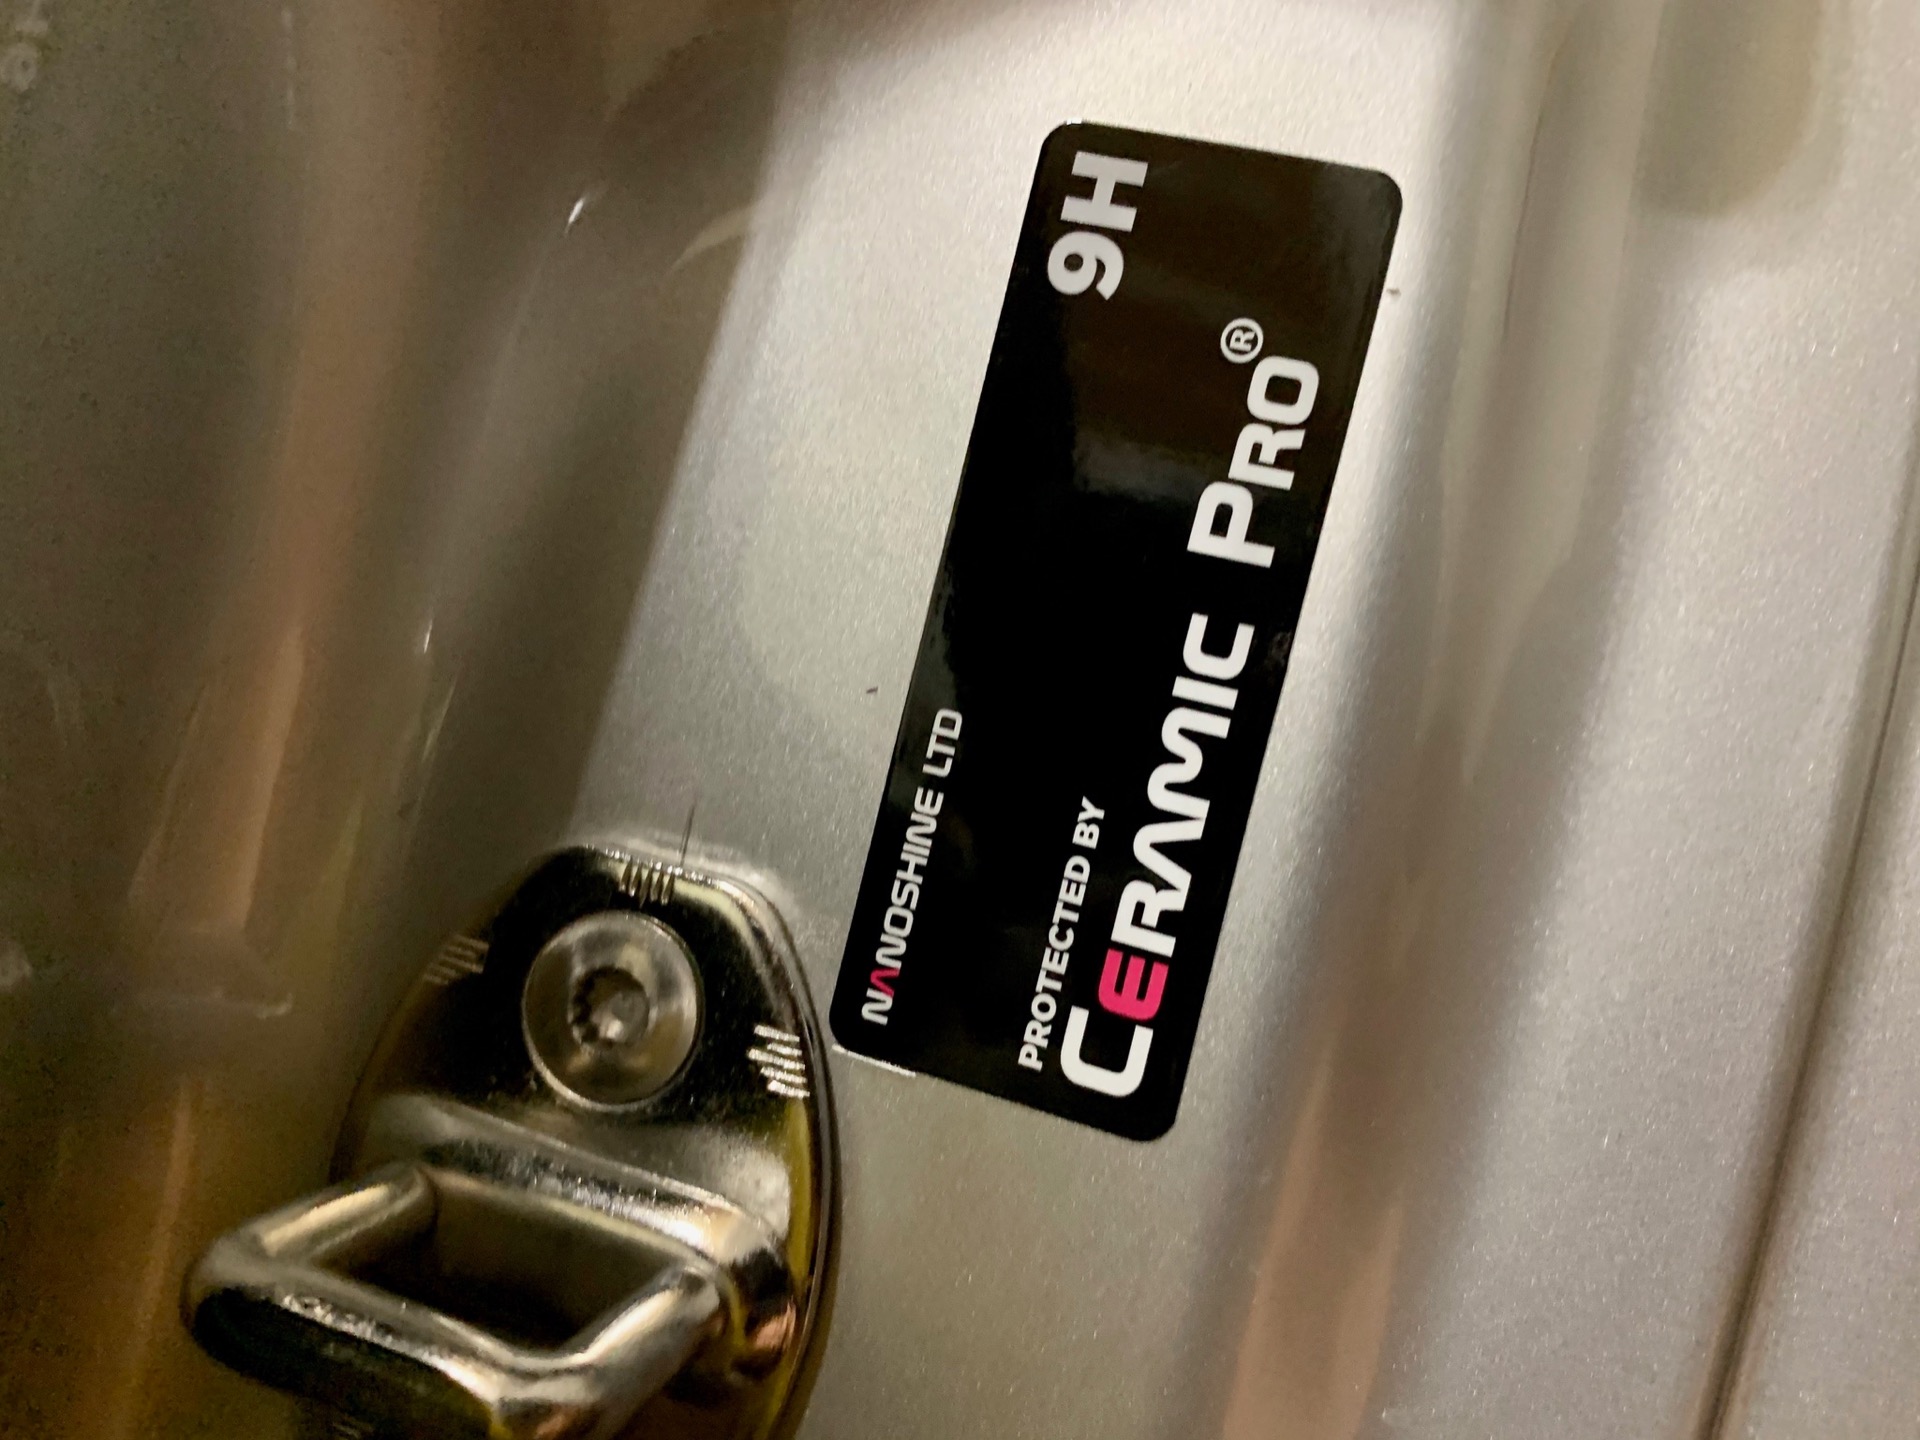 NANOSHINE LTD
9H
PROTECTED BY
CERAMIC PRO®